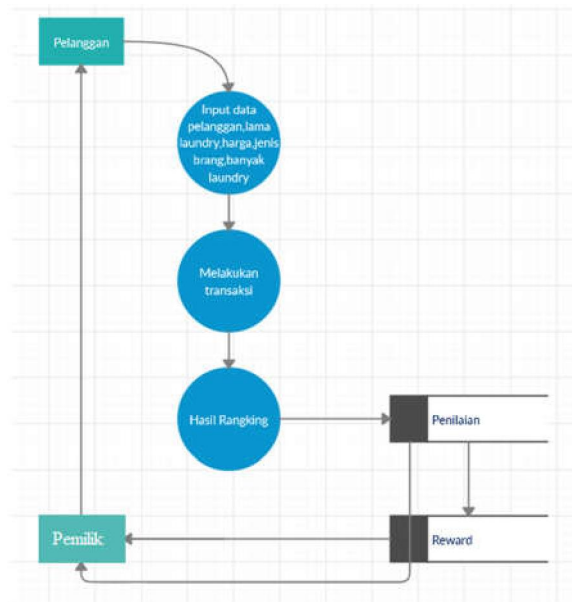 Pelanggan
Input data
pelanggan,lama
laundry,harga,jenis
brang,banyak
laundry
Melakukan
transaksi
Hasil Rangking
Penilaian
Pemilik
Reward